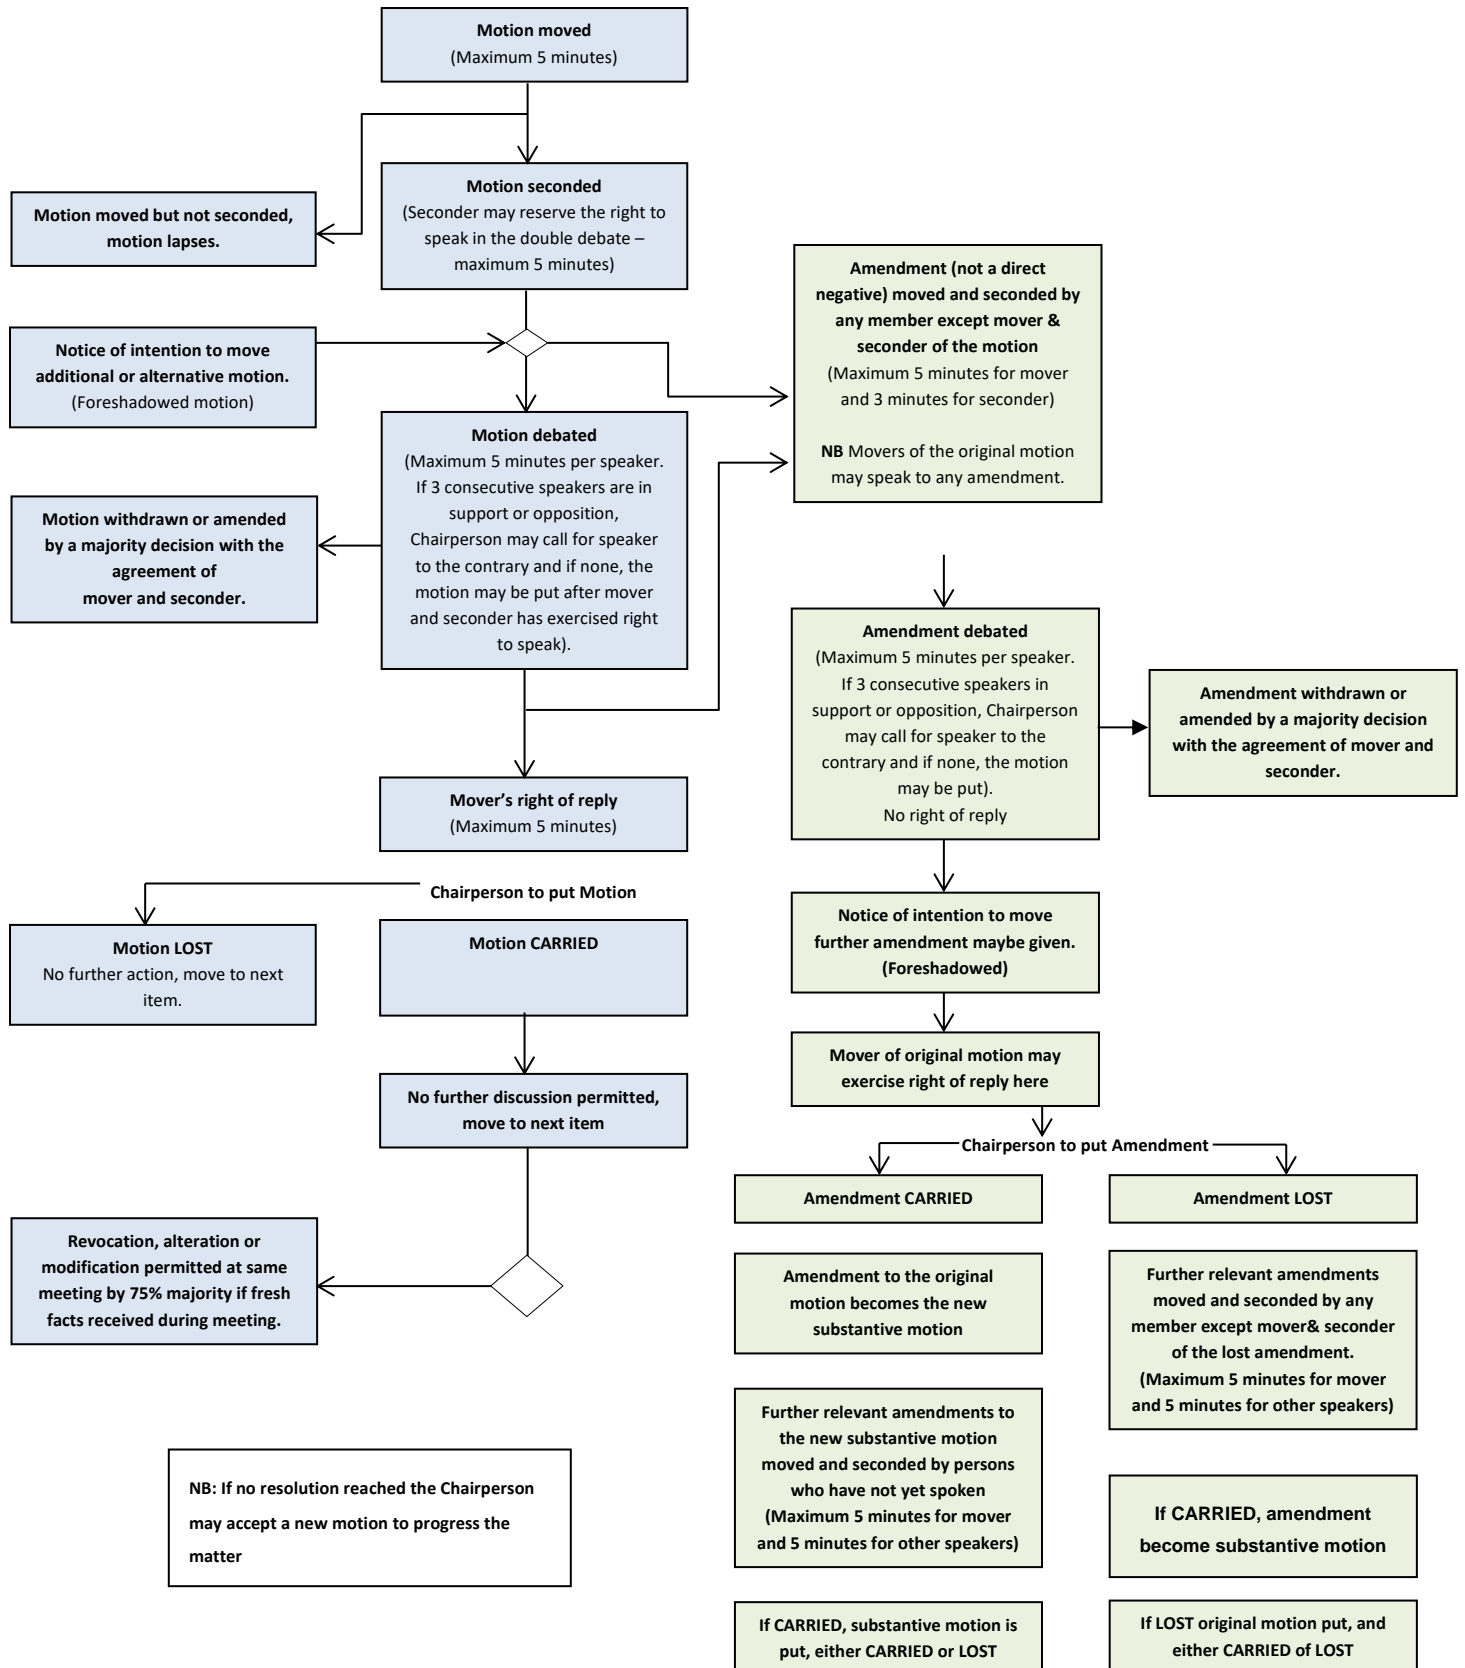 Motion moved
(Maximum 5 minutes)
Motion seconded
(Seconder may reserve the right to
speak in the double debate –
maximum 5 minutes)
Motion moved but not seconded,
motion lapses.
Notice of intention to move
additional or alternative motion.
(Foreshadowed motion)
Motion debated
(Maximum 5 minutes per speaker.
If 3 consecutive speakers are in
support or opposition,
Chairperson may call for speaker
to the contrary and if none, the
motion may be put after mover
and seconder has exercised right
to speak).
Motion withdrawn or amended
by a majority decision with the
agreement of
mover and seconder.
Mover’s right of reply
(Maximum 5 minutes)
Chairperson to put Motion
Motion LOST
No further action, move to next
item.
Motion CARRIED
No further discussion permitted,
move to next item
Revocation, alteration or
modification permitted at same
meeting by 75% majority if fresh
facts received during meeting.
NB: If no resolution reached the Chairperson
may accept a new motion to progress the
matter
Amendment (not a direct
negative) moved and seconded by
any member except mover &
seconder of the motion
(Maximum 5 minutes for mover
and 3 minutes for seconder)
NB Movers of the original motion
may speak to any amendment.
Amendment debated
(Maximum 5 minutes per speaker.
If 3 consecutive speakers in
support or opposition, Chairperson
may call for speaker to the
contrary and if none, the motion
may be put).
No right of reply
Amendment withdrawn or
amended by a majority decision
with the agreement of mover and
seconder.
Notice of intention to move
further amendment maybe given.
(Foreshadowed)
Mover of original motion may
exercise right of reply here
Chairperson to put Amendment
Amendment CARRIED
Amendment to the original
motion becomes the new
substantive motion
Further relevant amendments to
the new substantive motion
moved and seconded by persons
who have not yet spoken
(Maximum 5 minutes for mover
and 5 minutes for other speakers)
If CARRIED, substantive motion is
put, either CARRIED or LOST
Amendment LOST
Further relevant amendments
moved and seconded by any
member except mover& seconder
of the lost amendment.
(Maximum 5 minutes for mover
and 5 minutes for other speakers)
If CARRIED, amendment
become substantive motion
If LOST original motion put, and
either CARRIED of LOST